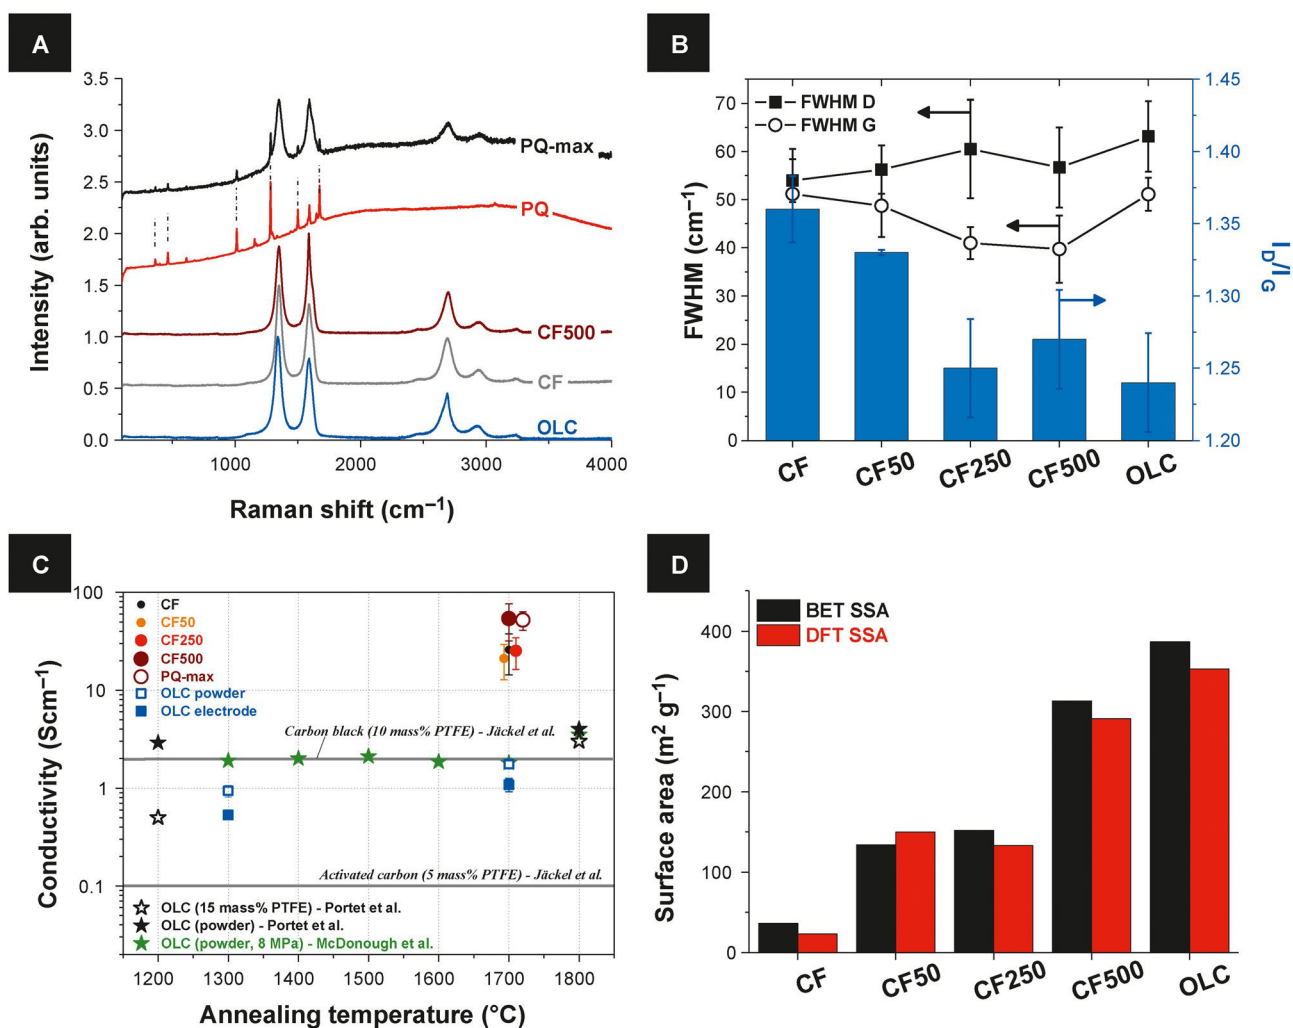 A
3.5
3.0
2.5
2.0
1.5
1.0
0.5
0.0
Intensity (arb. units)
PQ-max
PQ
CF500
CF
OLC
1000
2000
3000
4000
Raman shift (cm⁻¹)
B
70
60
50
40
30
20
10
0
FWHM (cm⁻¹)
FWHM D
FWHM G
1.45
1.40
1.35
1.30
1.25
1.20
I_D/I_G
CF
CF50
CF250
CF500
OLC
C
100
10
1
0.1
Conductivity (Scm⁻¹)
CF
CF50
CF250
CF500
PQ-max
OLC powder
OLC electrode
Carbon black (10 mass% PTFE) - Jäckel et al.
Activated carbon (5 mass% PTFE) - Jäckel et al.
OLC (15 mass% PTFE) - Portet et al.
OLC (powder) - Portet et al.
OLC (powder, 8 MPa) - McDonough et al.
1200
1300
1400
1500
1600
1700
1800
Annealing temperature (°C)
D
400
300
200
100
0
Surface area (m² g⁻¹)
BET SSA
DFT SSA
CF
CF50
CF250
CF500
OLC